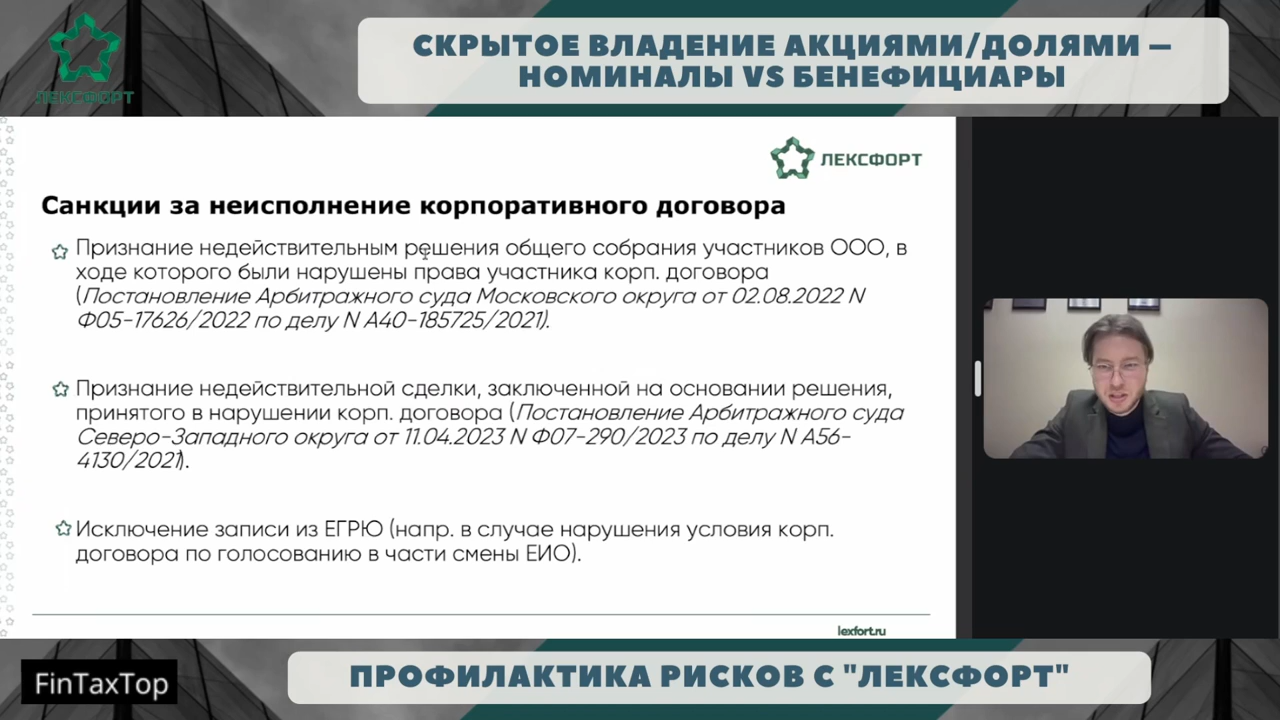 СКРЫТОЕ ВЛАДЕНИЕ АКЦИЯМИ/ДОЛЯМИ —
НОМИНАЛЫ VS БЕНЕФИЦИАРЫ
ЛЕКСФОРТ
ЛЕКСФОРТ
Санкции за неисполнение корпоративного договора
Признание недействительным решения общего собрания участников ООО, в
ходе которого были нарушены права участника корп. договора
(Постановление Арбитражного суда Московского округа от 02.08.2022 N
Ф05-17626/2022 по делу N А40-185725/2021).
Признание недействительной сделки, заключенной на основании решения,
принятого в нарушении корп. договора (Постановление Арбитражного суда
Северо-Западного округа от 11.04.2023 N Ф07-290/2023 по делу N А56-
4130/2021).
Исключение записи из ЕГРЮ (напр. в случае нарушения условия корп.
договора по голосованию в части смены ЕИО).
lexfort.ru
FinTaxTop
ПРОФИЛАКТИКА РИСКОВ С "ЛЕКСФОРТ"